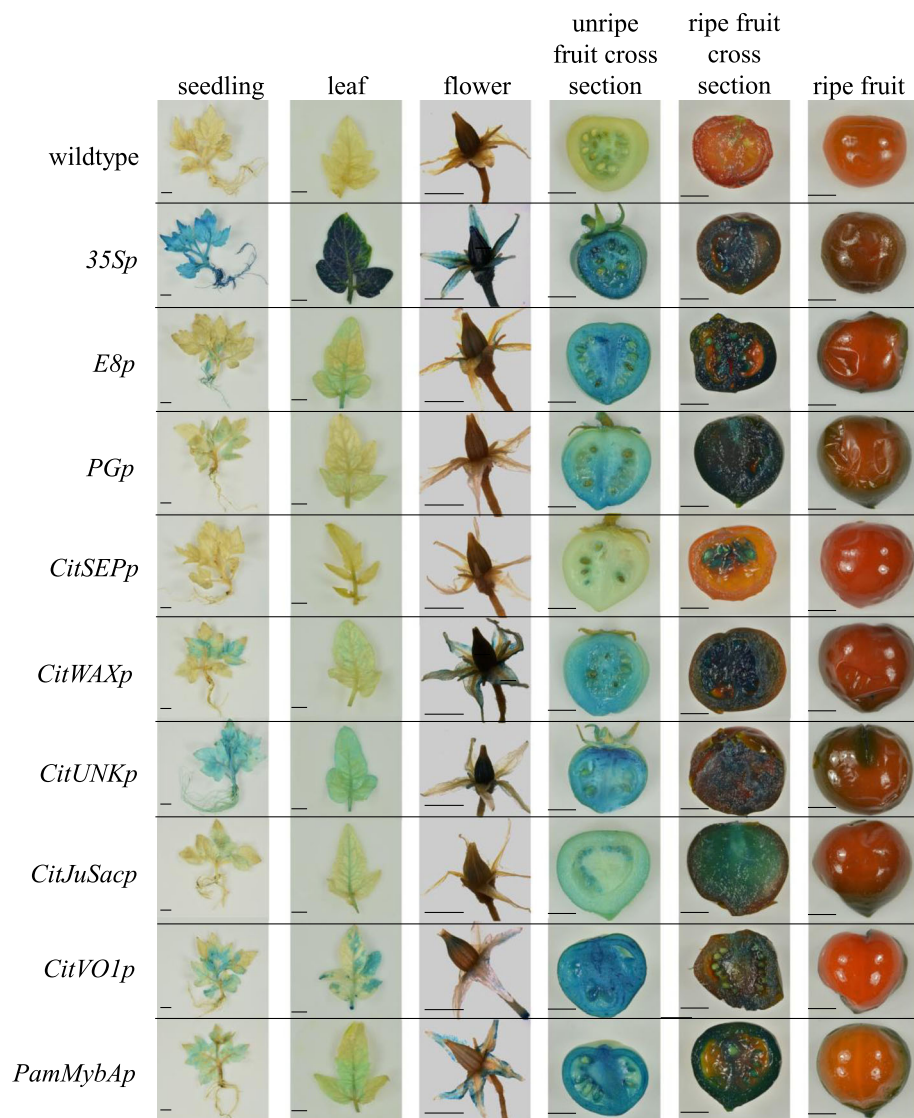 unripe
fruit cross
section
ripe fruit
cross
section
seedling
leaf
flower
ripe fruit
wildtype
35Sp
E8p
PGp
CitSEPp
CitWAXp
CitUNKp
CitJuSacp
CitVO1p
PamMybAp